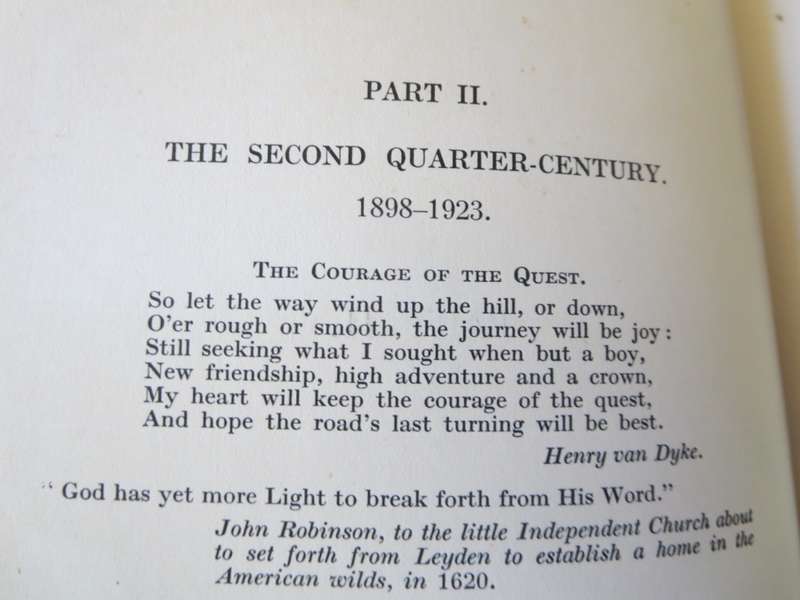 PART II.
THE SECOND QUARTER-CENTURY.
1898–1923.
THE COURAGE OF THE QUEST.
So let the way wind up the hill, or down,
O'er rough or smooth, the journey will be joy:
Still seeking what I sought when but a boy,
New friendship, high adventure and a crown,
My heart will keep the courage of the quest,
And hope the road's last turning will be best.
Henry van Dyke.
"God has yet more Light to break forth from His Word."
John Robinson, to the little Independent Church about
to set forth from Leyden to establish a home in the
American wilds, in 1620.